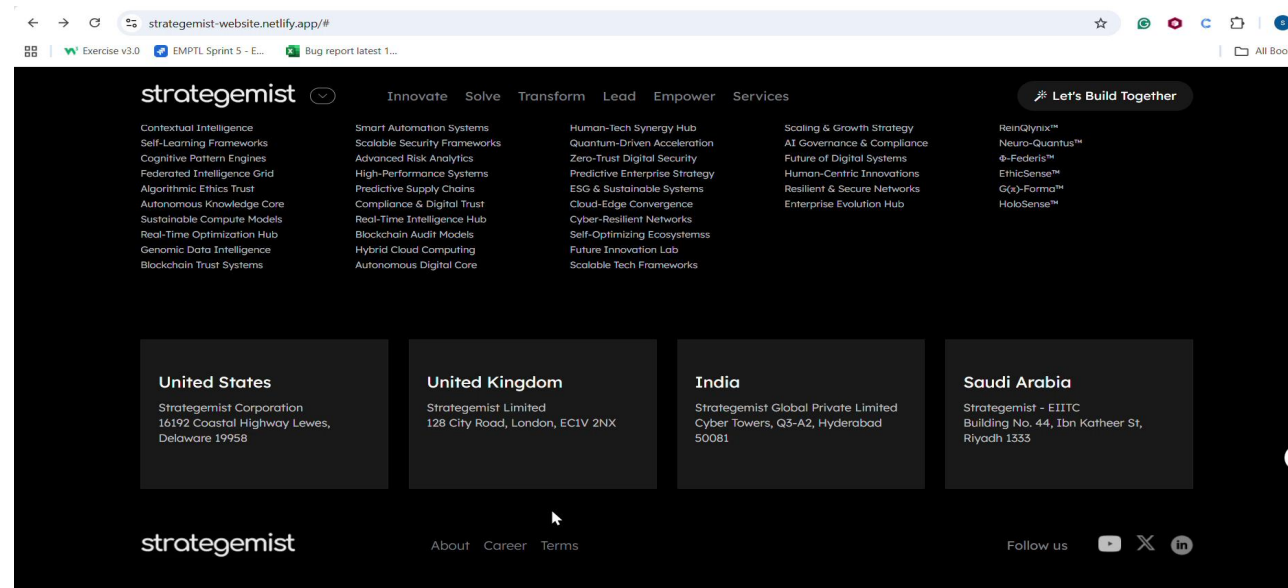 strategemist-website.netlify.app/#
Exercise v3.0 EMPTL Sprint 5 - E... Bug report latest 1... All Boo
strategemist Innovate Solve Transform Lead Empower Services Let's Build Together
Contextual Intelligence
Self-Learning Frameworks
Cognitive Pattern Engines
Federated Intelligence Grid
Algorithmic Ethics Trust
Autonomous Knowledge Core
Sustainable Compute Models
Real-Time Optimization Hub
Genomic Data Intelligence
Blockchain Trust Systems
Smart Automation Systems
Scalable Security Frameworks
Advanced Risk Analytics
High-Performance Systems
Predictive Supply Chains
Compliance & Digital Trust
Real-Time Intelligence Hub
Blockchain Audit Models
Hybrid Cloud Computing
Autonomous Digital Core
Human-Tech Synergy Hub
Quantum-Driven Acceleration
Zero-Trust Digital Security
Predictive Enterprise Strategy
ESG & Sustainable Systems
Cloud-Edge Convergence
Cyber-Resilient Networks
Self-Optimizing Ecosystemss
Future Innovation Lab
Scalable Tech Frameworks
Scaling & Growth Strategy
AI Governance & Compliance
Future of Digital Systems
Human-Centric Innovations
Resilient & Secure Networks
Enterprise Evolution Hub
ReinQlynix™
Neuro-Quantus™
Φ-Federis™
EthicSense™
G(π)-Forma™
HoloSense™
United States
Strategemist Corporation
16192 Coastal Highway Lewes,
Delaware 19958
United Kingdom
Strategemist Limited
128 City Road, London, EC1V 2NX
India
Strategemist Global Private Limited
Cyber Towers, Q3-A2, Hyderabad
50081
Saudi Arabia
Strategemist - EIITC
Building No. 44, Ibn Katheer St,
Riyadh 1333
strategemist About Career Terms Follow us